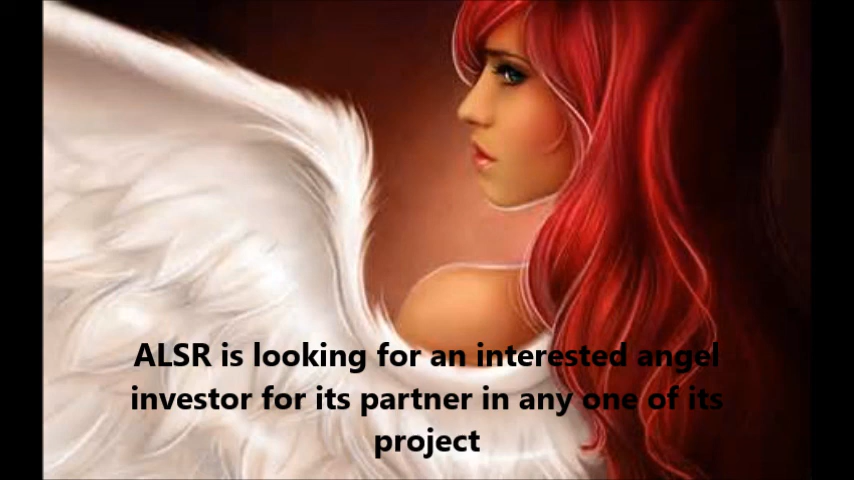 ALSR is looking for an interested angel
investor for its partner in any one of its
project